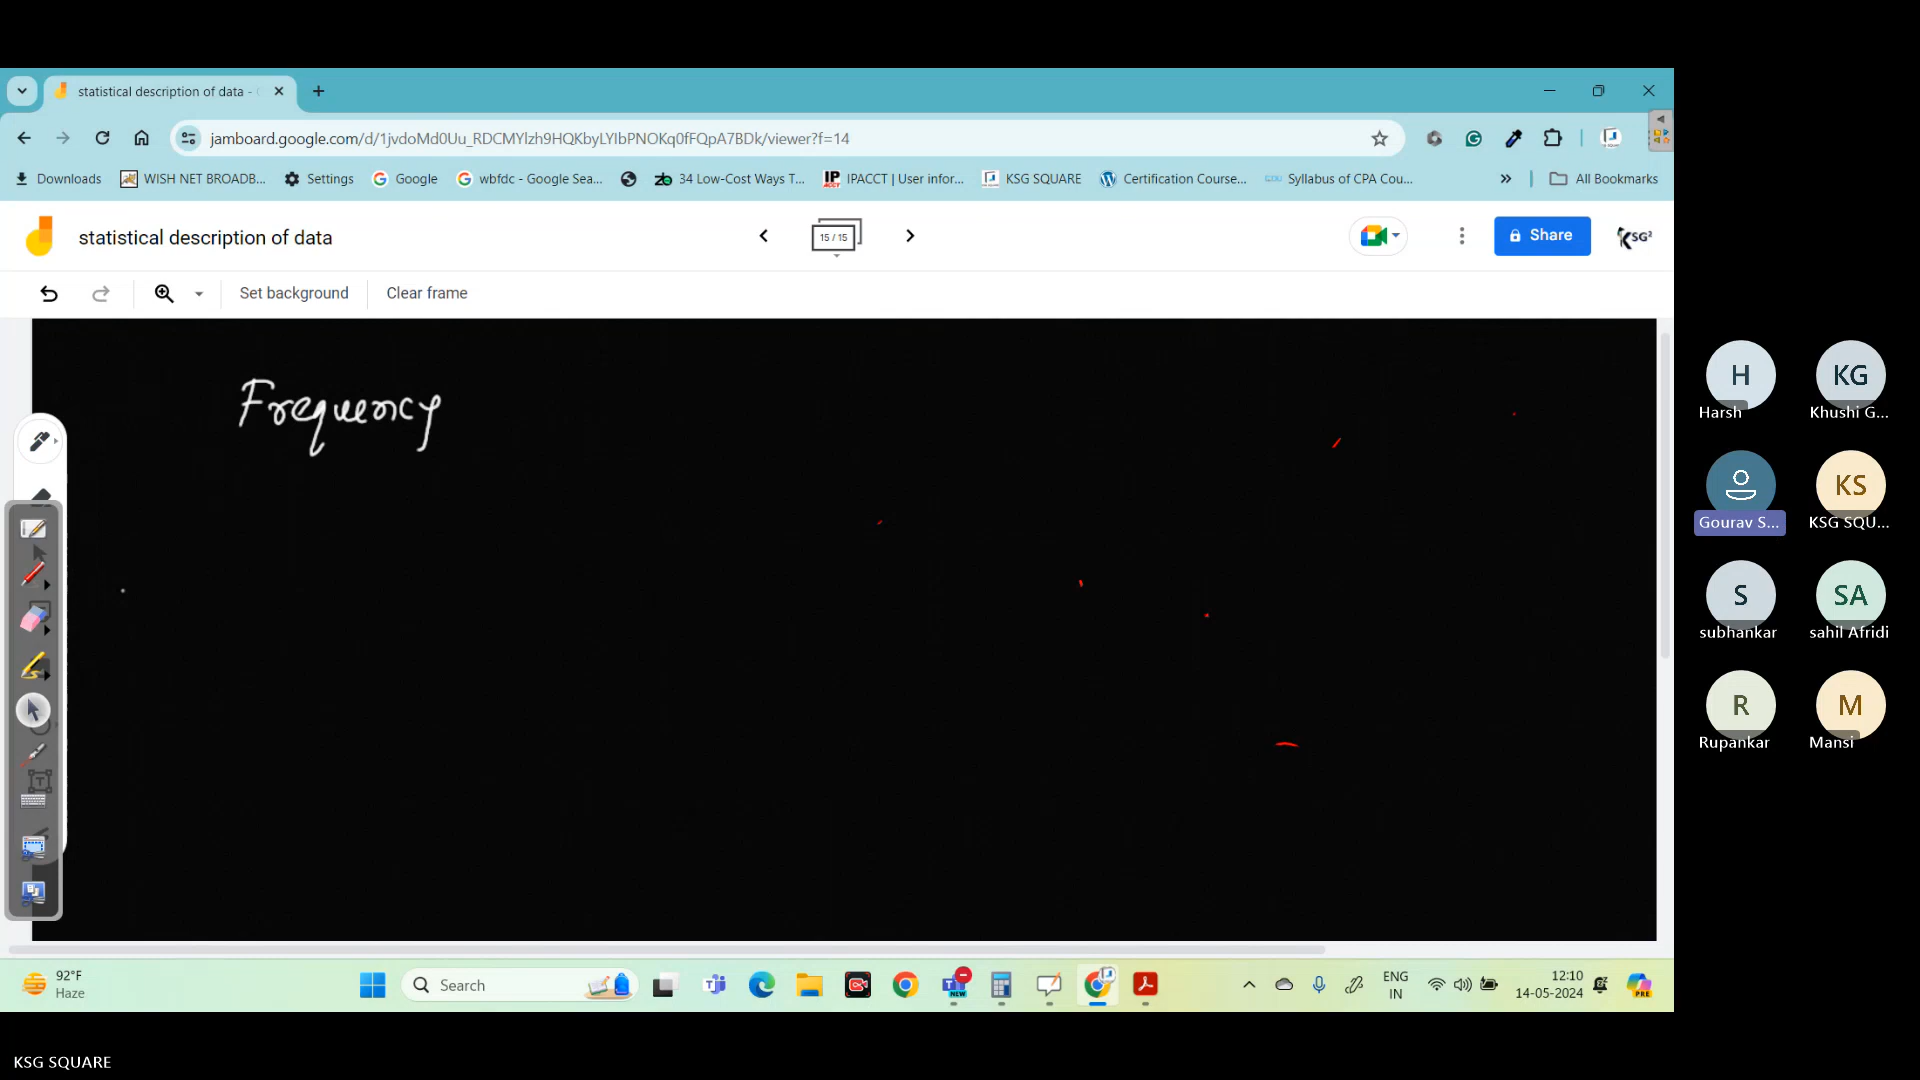 statistical description of data -
jamboard.google.com/d/1jvdoMd0Uu_RDCMYlzh9HQKbyLYIbPNOKq0fFQpA7BDk/viewer?f=14
Downloads WISH NET BROADB... Settings Google wbfdc - Google Sea... 34 Low-Cost Ways T... IPACCT | User infor... KSG SQUARE Certification Course... Syllabus of CPA Cou... » All Bookmarks
statistical description of data 15 / 15 Share KSG²
Set background Clear frame
Frequency
H KG
Harsh Khushi G...
KS
Gourav S... KSG SQU...
S SA
subhankar sahil Afridi
R M
Rupankar Mansi
92°F
Haze
Search
NEW
ENG
IN
12:10
14-05-2024
PRE
KSG SQUARE